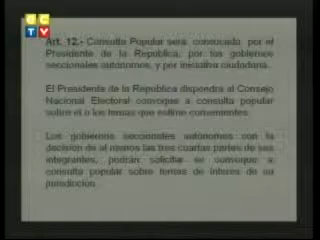 EC
TV
Art. 12.- Consulta Popular será convocada por el
Presidente de la República, por los gobiernos
seccionales autónomos, y por iniciativa ciudadana.
El Presidente de la República dispondrá al Consejo
Nacional Electoral convoque a consulta popular
sobre el o los temas que estime convenientes.
Los gobiernos seccionales autónomos con la
decisión de al menos las tres cuartas partes de sus
integrantes, podrán solicitar se convoque a
consulta popular sobre temas de interés de su
jurisdicción.